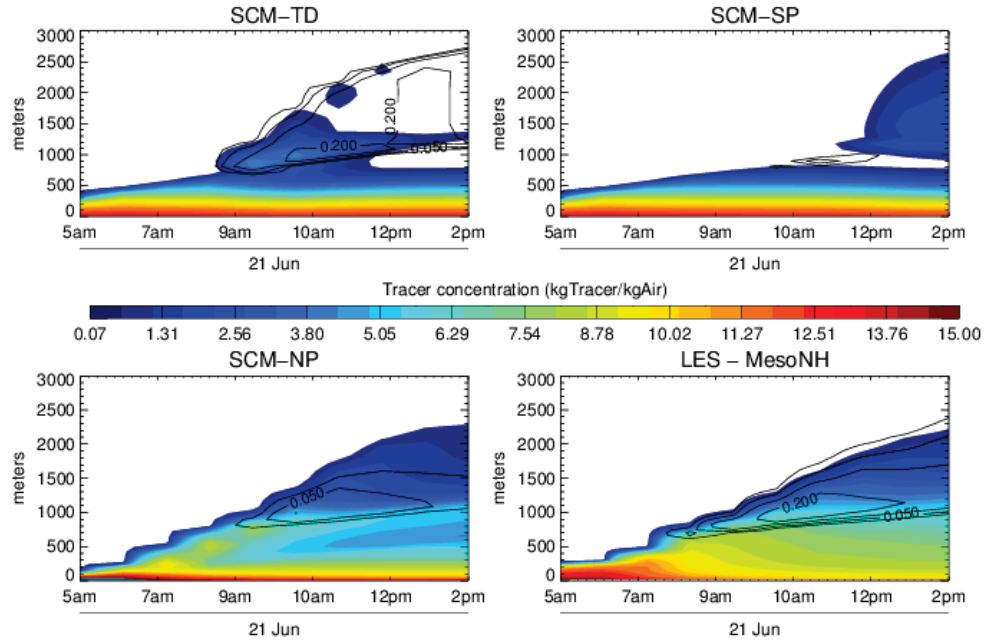 SCM−TD
SCM−SP
3000
2500
2000
1500
1000
500
0
meters
0.200
0.200
0.050
5am 7am 9am 10am 12pm 2pm
21 Jun
3000
2500
2000
1500
1000
500
0
meters
5am 7am 9am 10am 12pm 2pm
21 Jun
Tracer concentration (kgTracer/kgAir)
0.07 1.31 2.56 3.80 5.05 6.29 7.54 8.78 10.02 11.27 12.51 13.76 15.00
SCM−NP
LES − MesoNH
3000
2500
2000
1500
1000
500
0
meters
0.050
5am 7am 9am 10am 12pm 2pm
21 Jun
3000
2500
2000
1500
1000
500
0
meters
0.200
0.050
5am 7am 9am 10am 12pm 2pm
21 Jun